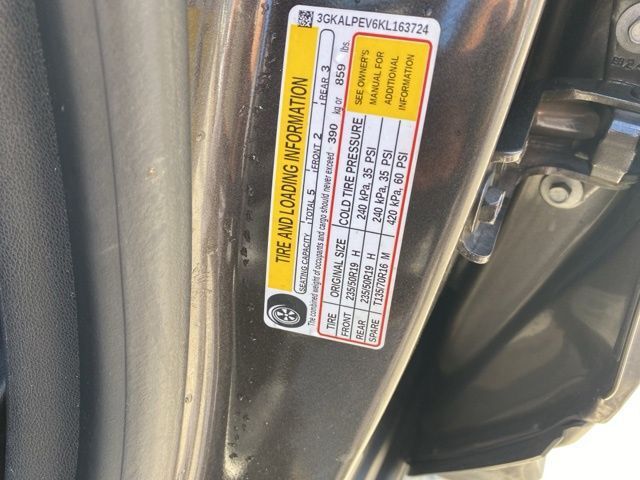 3GKALPEV6KL163724
TIRE AND LOADING INFORMATION
SEATING CAPACITY TOTAL 5 FRONT 2 REAR 3
The combined weight of occupants and cargo should never exceed 390 kg or 859 lbs.
TIRE ORIGINAL SIZE COLD TIRE PRESSURE
FRONT 235/50R19 H 240 kPa, 35 PSI
REAR 235/50R19 H 240 kPa, 35 PSI
SPARE T135/70R16 M 420 kPa, 60 PSI
SEE OWNER'S
MANUAL FOR
ADDITIONAL
INFORMATION